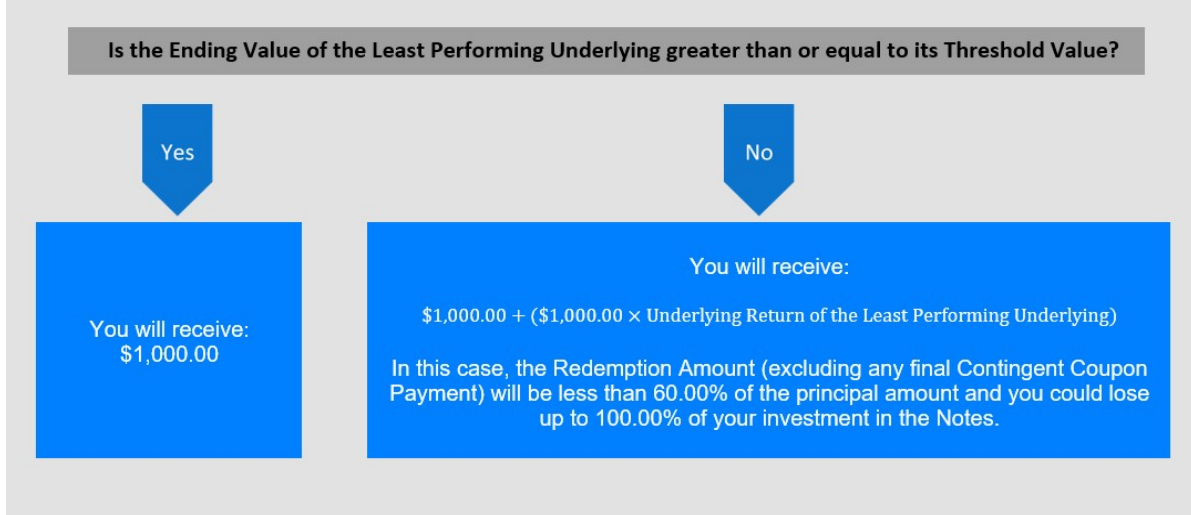 Is the Ending Value of the Least Performing Underlying greater than or equal to its Threshold Value?
Yes
No
You will receive:
$1,000.00
You will receive:
$1,000.00 + ($1,000.00 × Underlying Return of the Least Performing Underlying)
In this case, the Redemption Amount (excluding any final Contingent Coupon
Payment) will be less than 60.00% of the principal amount and you could lose
up to 100.00% of your investment in the Notes.